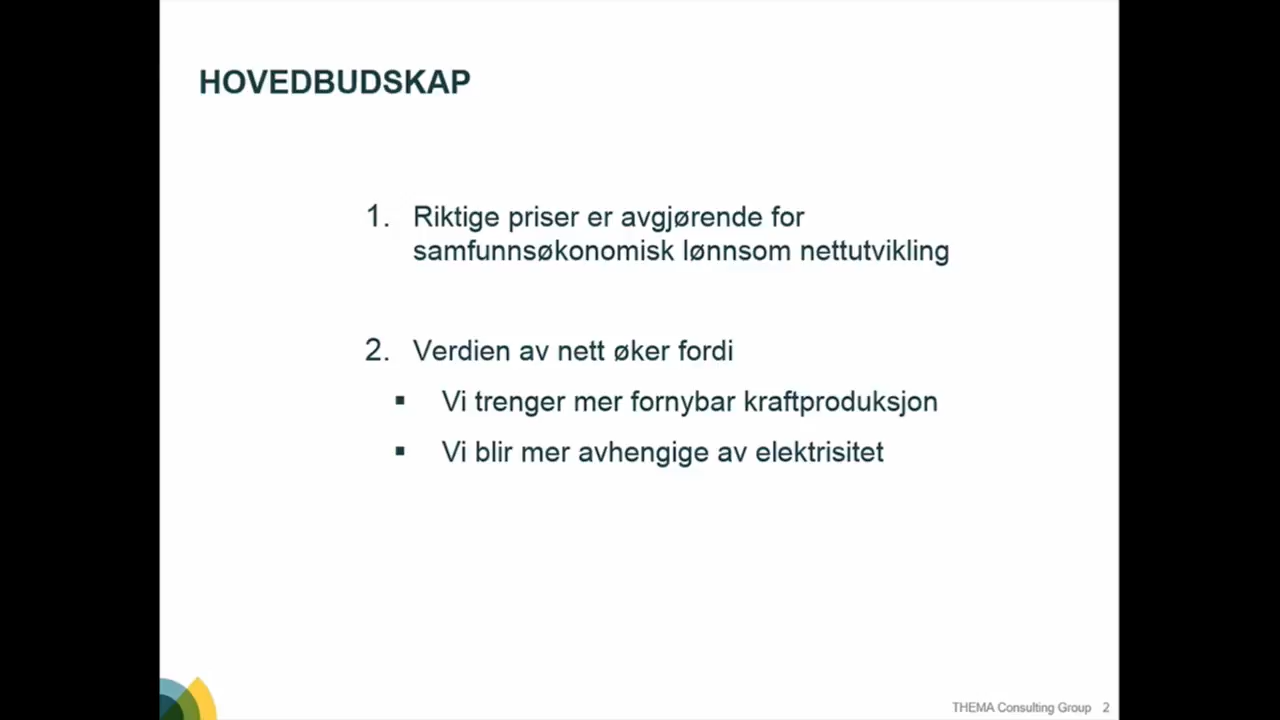 HOVEDBUDSKAP
1. Riktige priser er avgjørende for
samfunnsøkonomisk lønnsom nettutvikling
2. Verdien av nett øker fordi
▪ Vi trenger mer fornybar kraftproduksjon
▪ Vi blir mer avhengige av elektrisitet
THEMA Consulting Group 2